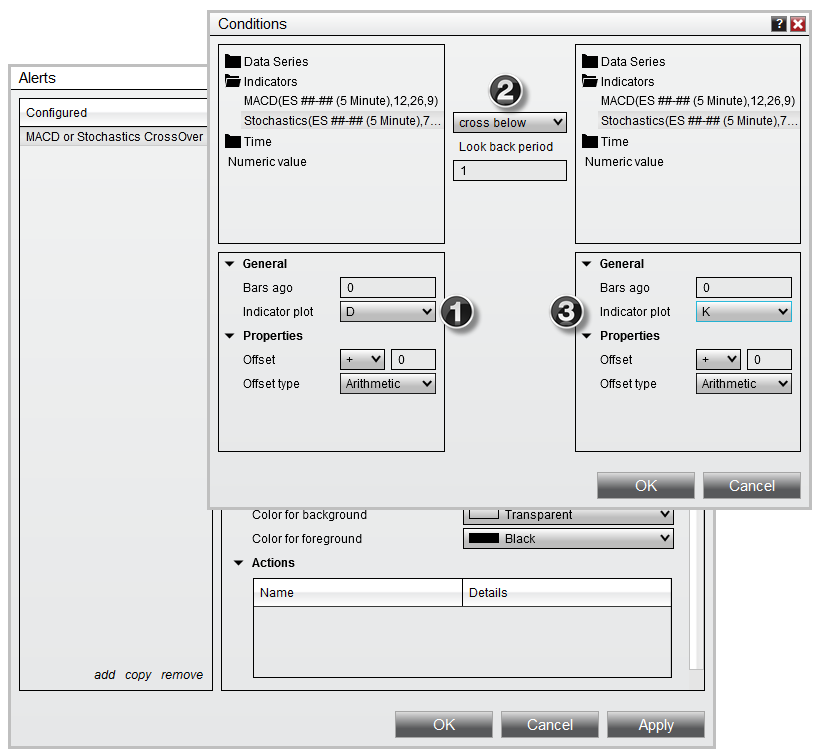 Conditions
?
Data Series
Indicators
MACD(ES ##-## (5 Minute),12,26,9)
Stochastics(ES ##-## (5 Minute),7...
Time
Numeric value
2
cross below
Look back period
1
Data Series
Indicators
MACD(ES ##-## (5 Minute),12,26,9)
Stochastics(ES ##-## (5 Minute),7...
Time
Numeric value
General
Bars ago 0
Indicator plot D
1
Properties
Offset + 0
Offset type Arithmetic
3
General
Bars ago 0
Indicator plot K
Properties
Offset + 0
Offset type Arithmetic
OK Cancel
Alerts
Configured
MACD or Stochastics CrossOver
add copy remove
Color for background Transparent
Color for foreground Black
Actions
Name Details
OK Cancel Apply